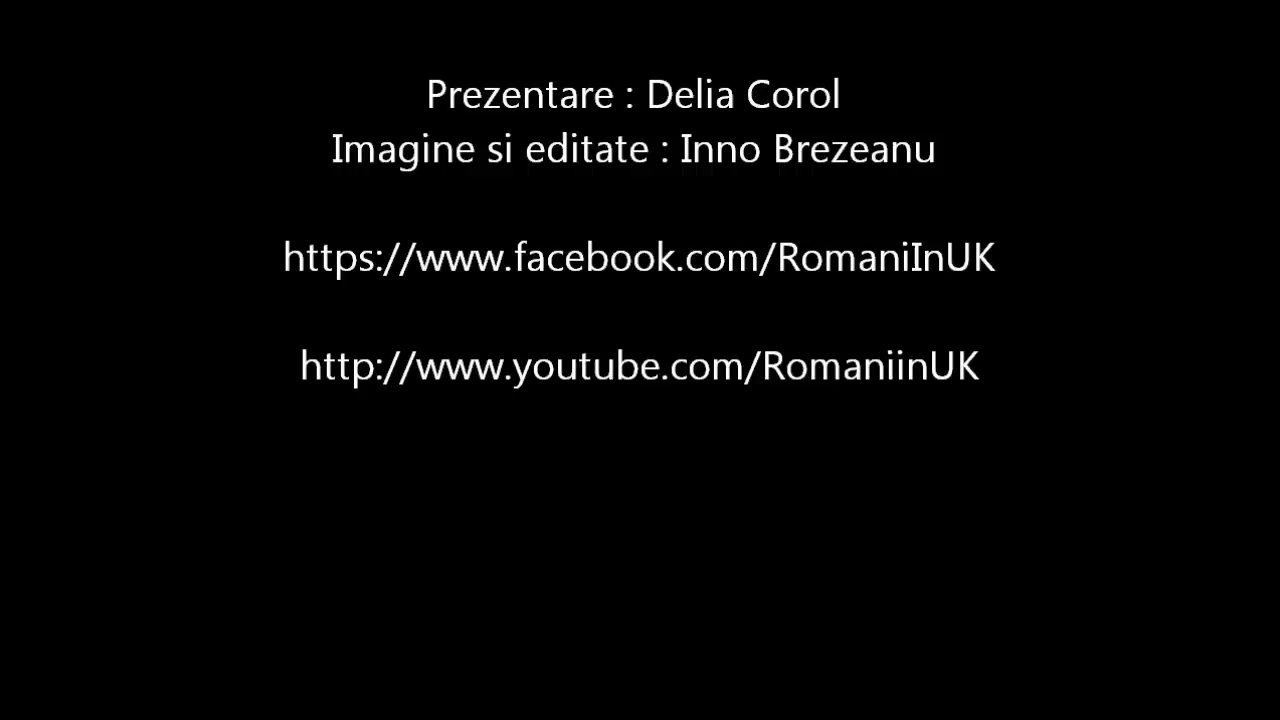 Prezentare : Delia Corol
Imagine si editate : Inno Brezeanu
https://www.facebook.com/RomaniInUK
http://www.youtube.com/RomaniinUK